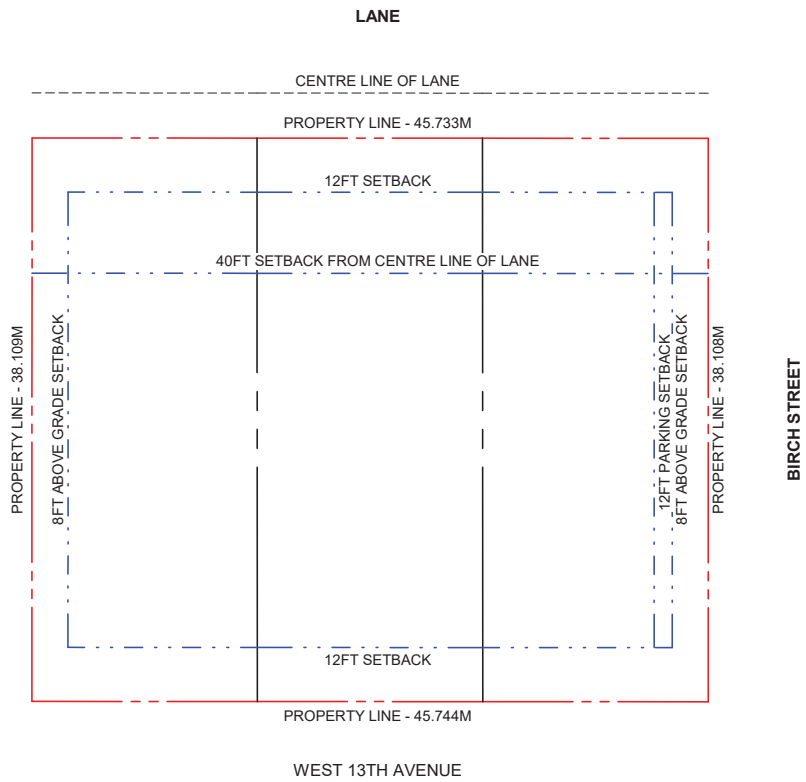 LANE
CENTRE LINE OF LANE
PROPERTY LINE - 45.733M
12FT SETBACK
40FT SETBACK FROM CENTRE LINE OF LANE
PROPERTY LINE - 38.109M
8FT ABOVE GRADE SETBACK
12FT PARKING SETBACK
8FT ABOVE GRADE SETBACK
PROPERTY LINE - 38.108M
BIRCH STREET
12FT SETBACK
PROPERTY LINE - 45.744M
WEST 13TH AVENUE